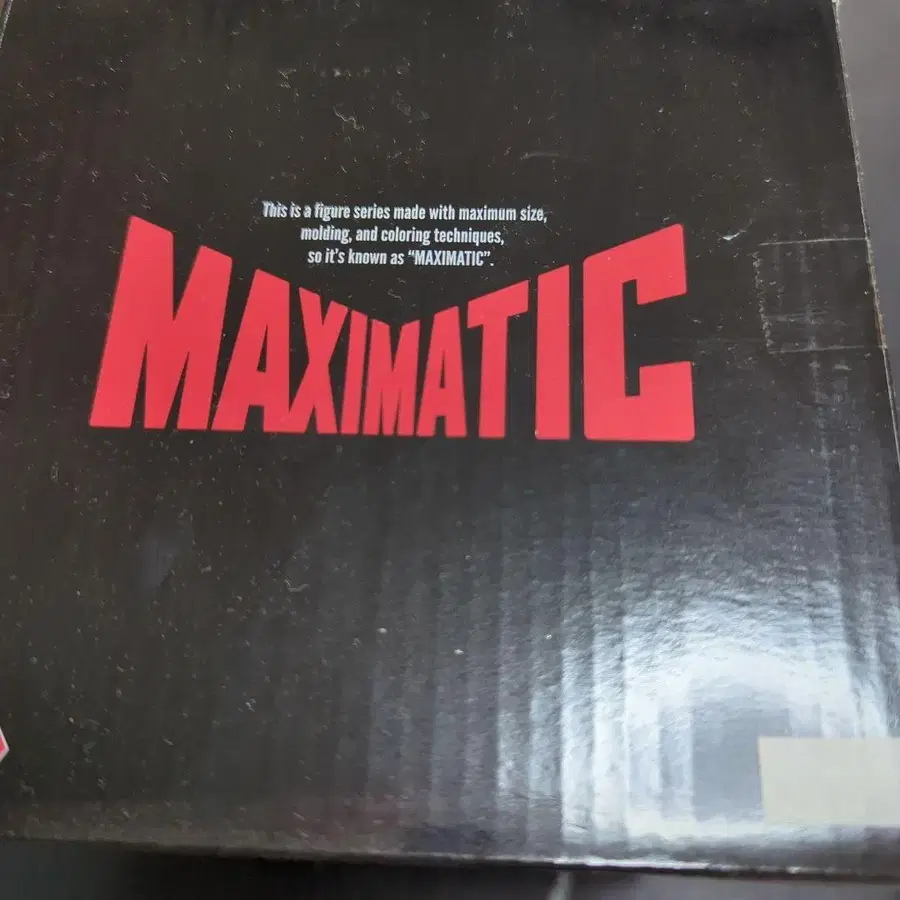 This is a figure series made with maximum size,
molding, and coloring techniques,
so it's known as "MAXIMATIC".
MAXIMATIC